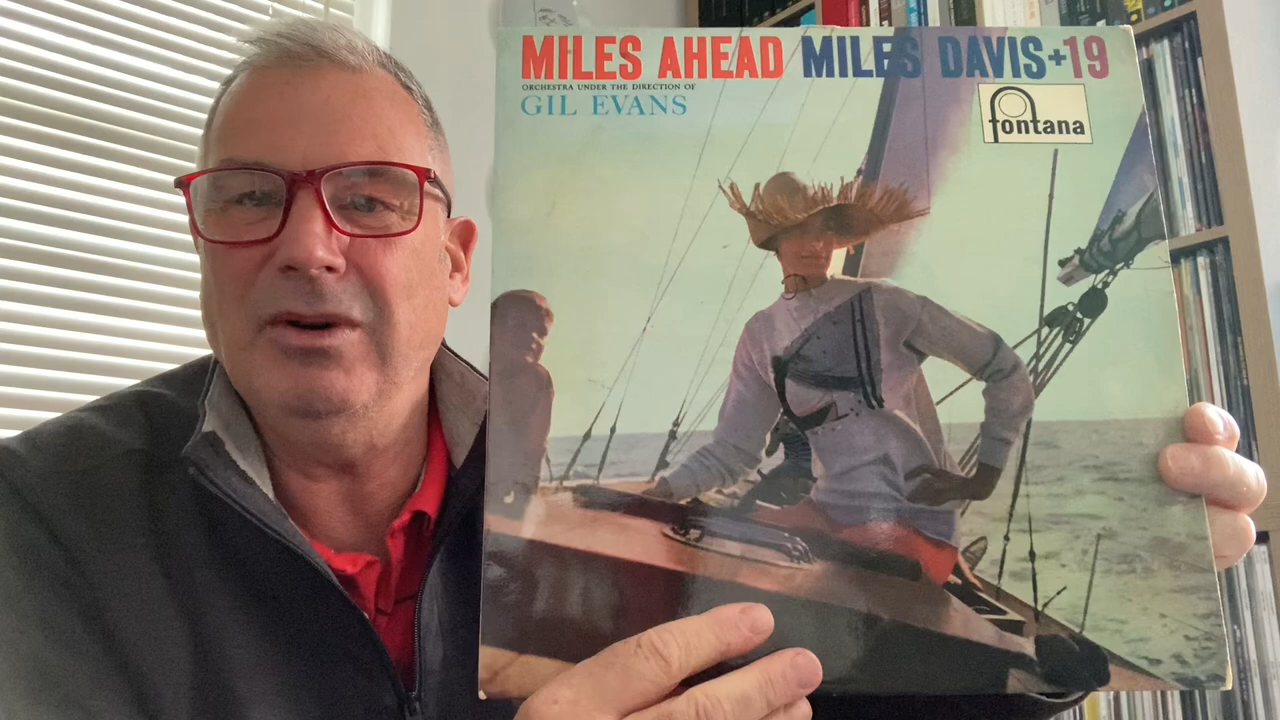 MILES AHEAD MILES DAVIS+19
ORCHESTRA UNDER THE DIRECTION OF
GIL EVANS
fontana